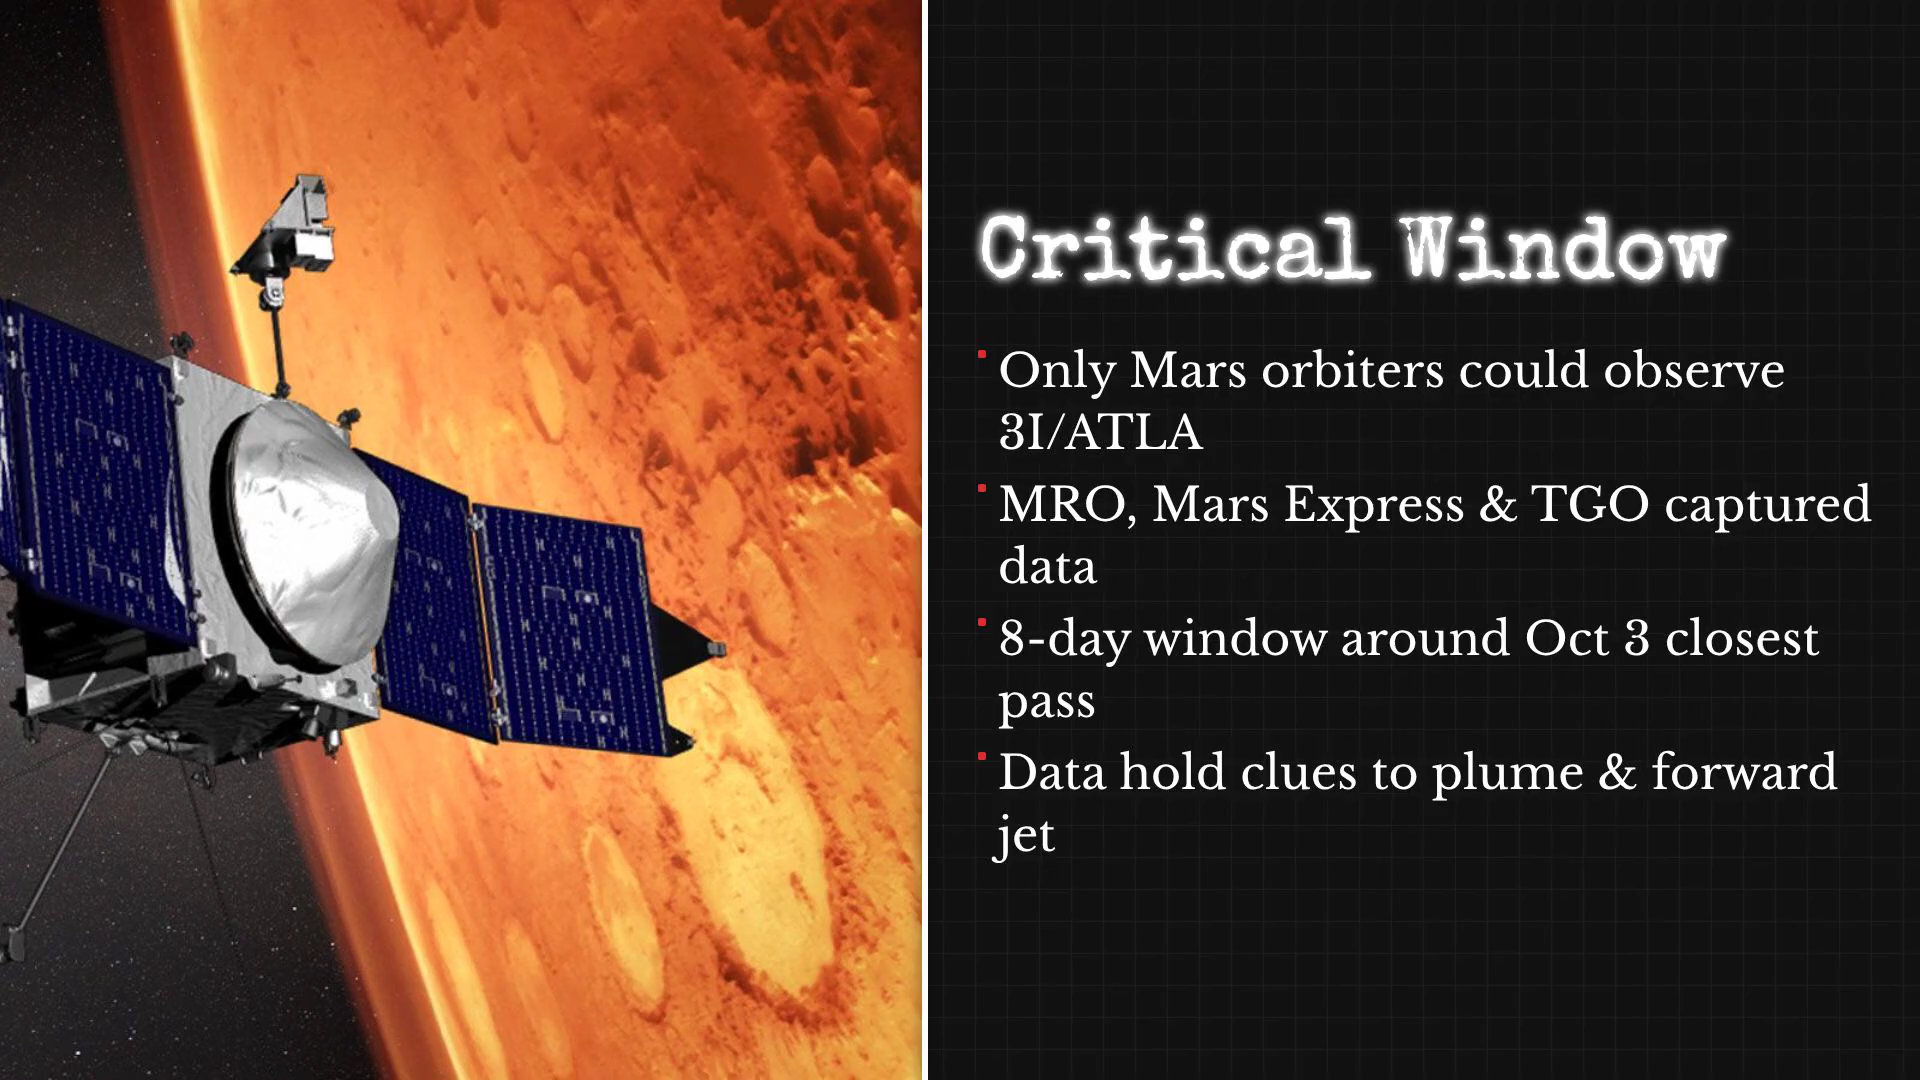 Critical Window
Only Mars orbiters could observe
3I/ATLA
MRO, Mars Express & TGO captured
data
8-day window around Oct 3 closest
pass
Data hold clues to plume & forward
jet